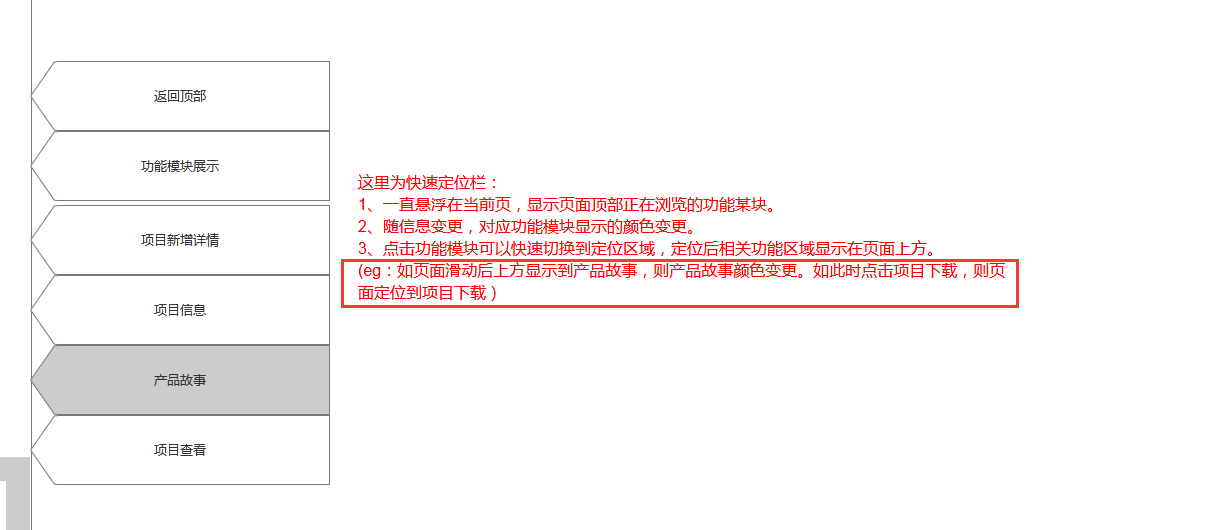 返回顶部
功能模块展示
项目新增详情
项目信息
产品故事
项目查看
这里为快速定位栏：
1、一直悬浮在当前页，显示页面顶部正在浏览的功能某块。
2、随信息变更，对应功能模块显示的颜色变更。
3、点击功能模块可以快速切换到定位区域，定位后相关功能区域显示在页面上方。
(eg：如页面滑动后上方显示到产品故事，则产品故事颜色变更。如此时点击项目下载，则页
面定位到项目下载）